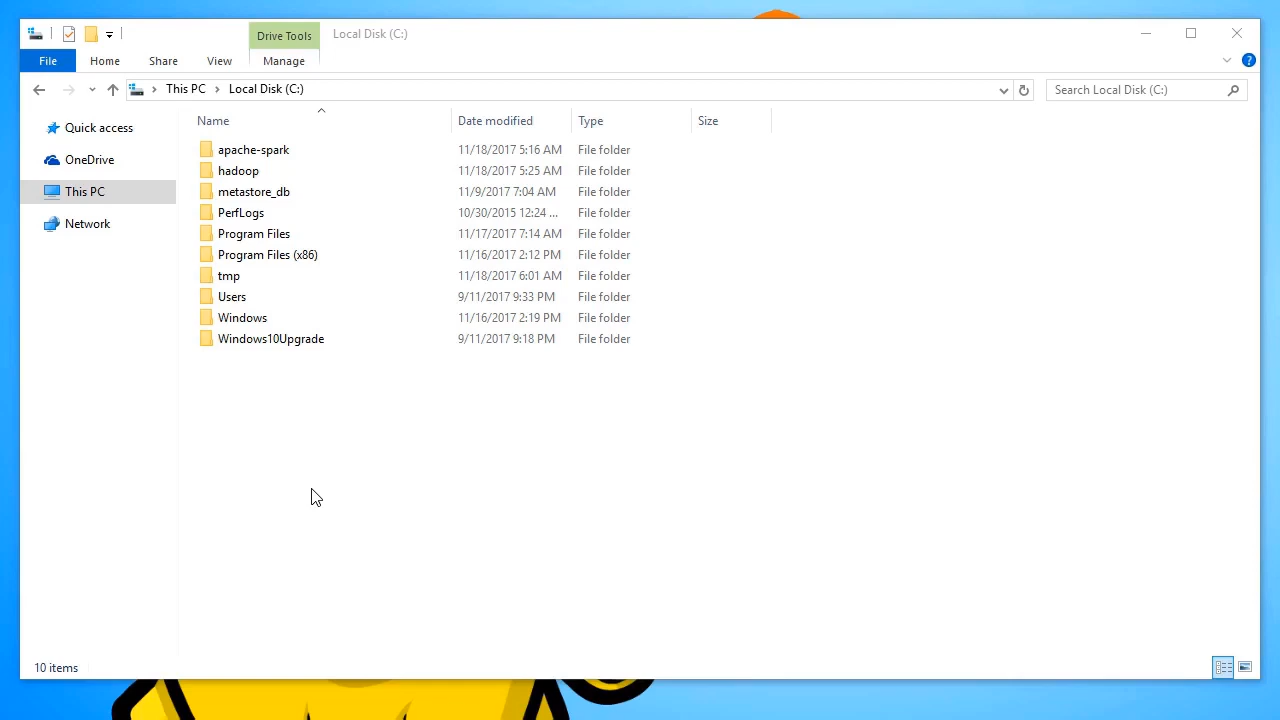 Drive Tools Local Disk (C:)
File Home Share View Manage
This PC Local Disk (C:) Search Local Disk (C:)
Name Date modified Type Size
Quick access
OneDrive
This PC
Network
apache-spark 11/18/2017 5:16 AM File folder
hadoop 11/18/2017 5:25 AM File folder
metastore_db 11/9/2017 7:04 AM File folder
PerfLogs 10/30/2015 12:24 ... File folder
Program Files 11/17/2017 7:14 AM File folder
Program Files (x86) 11/16/2017 2:12 PM File folder
tmp 11/18/2017 6:01 AM File folder
Users 9/11/2017 9:33 PM File folder
Windows 11/16/2017 2:19 PM File folder
Windows10Upgrade 9/11/2017 9:18 PM File folder
10 items